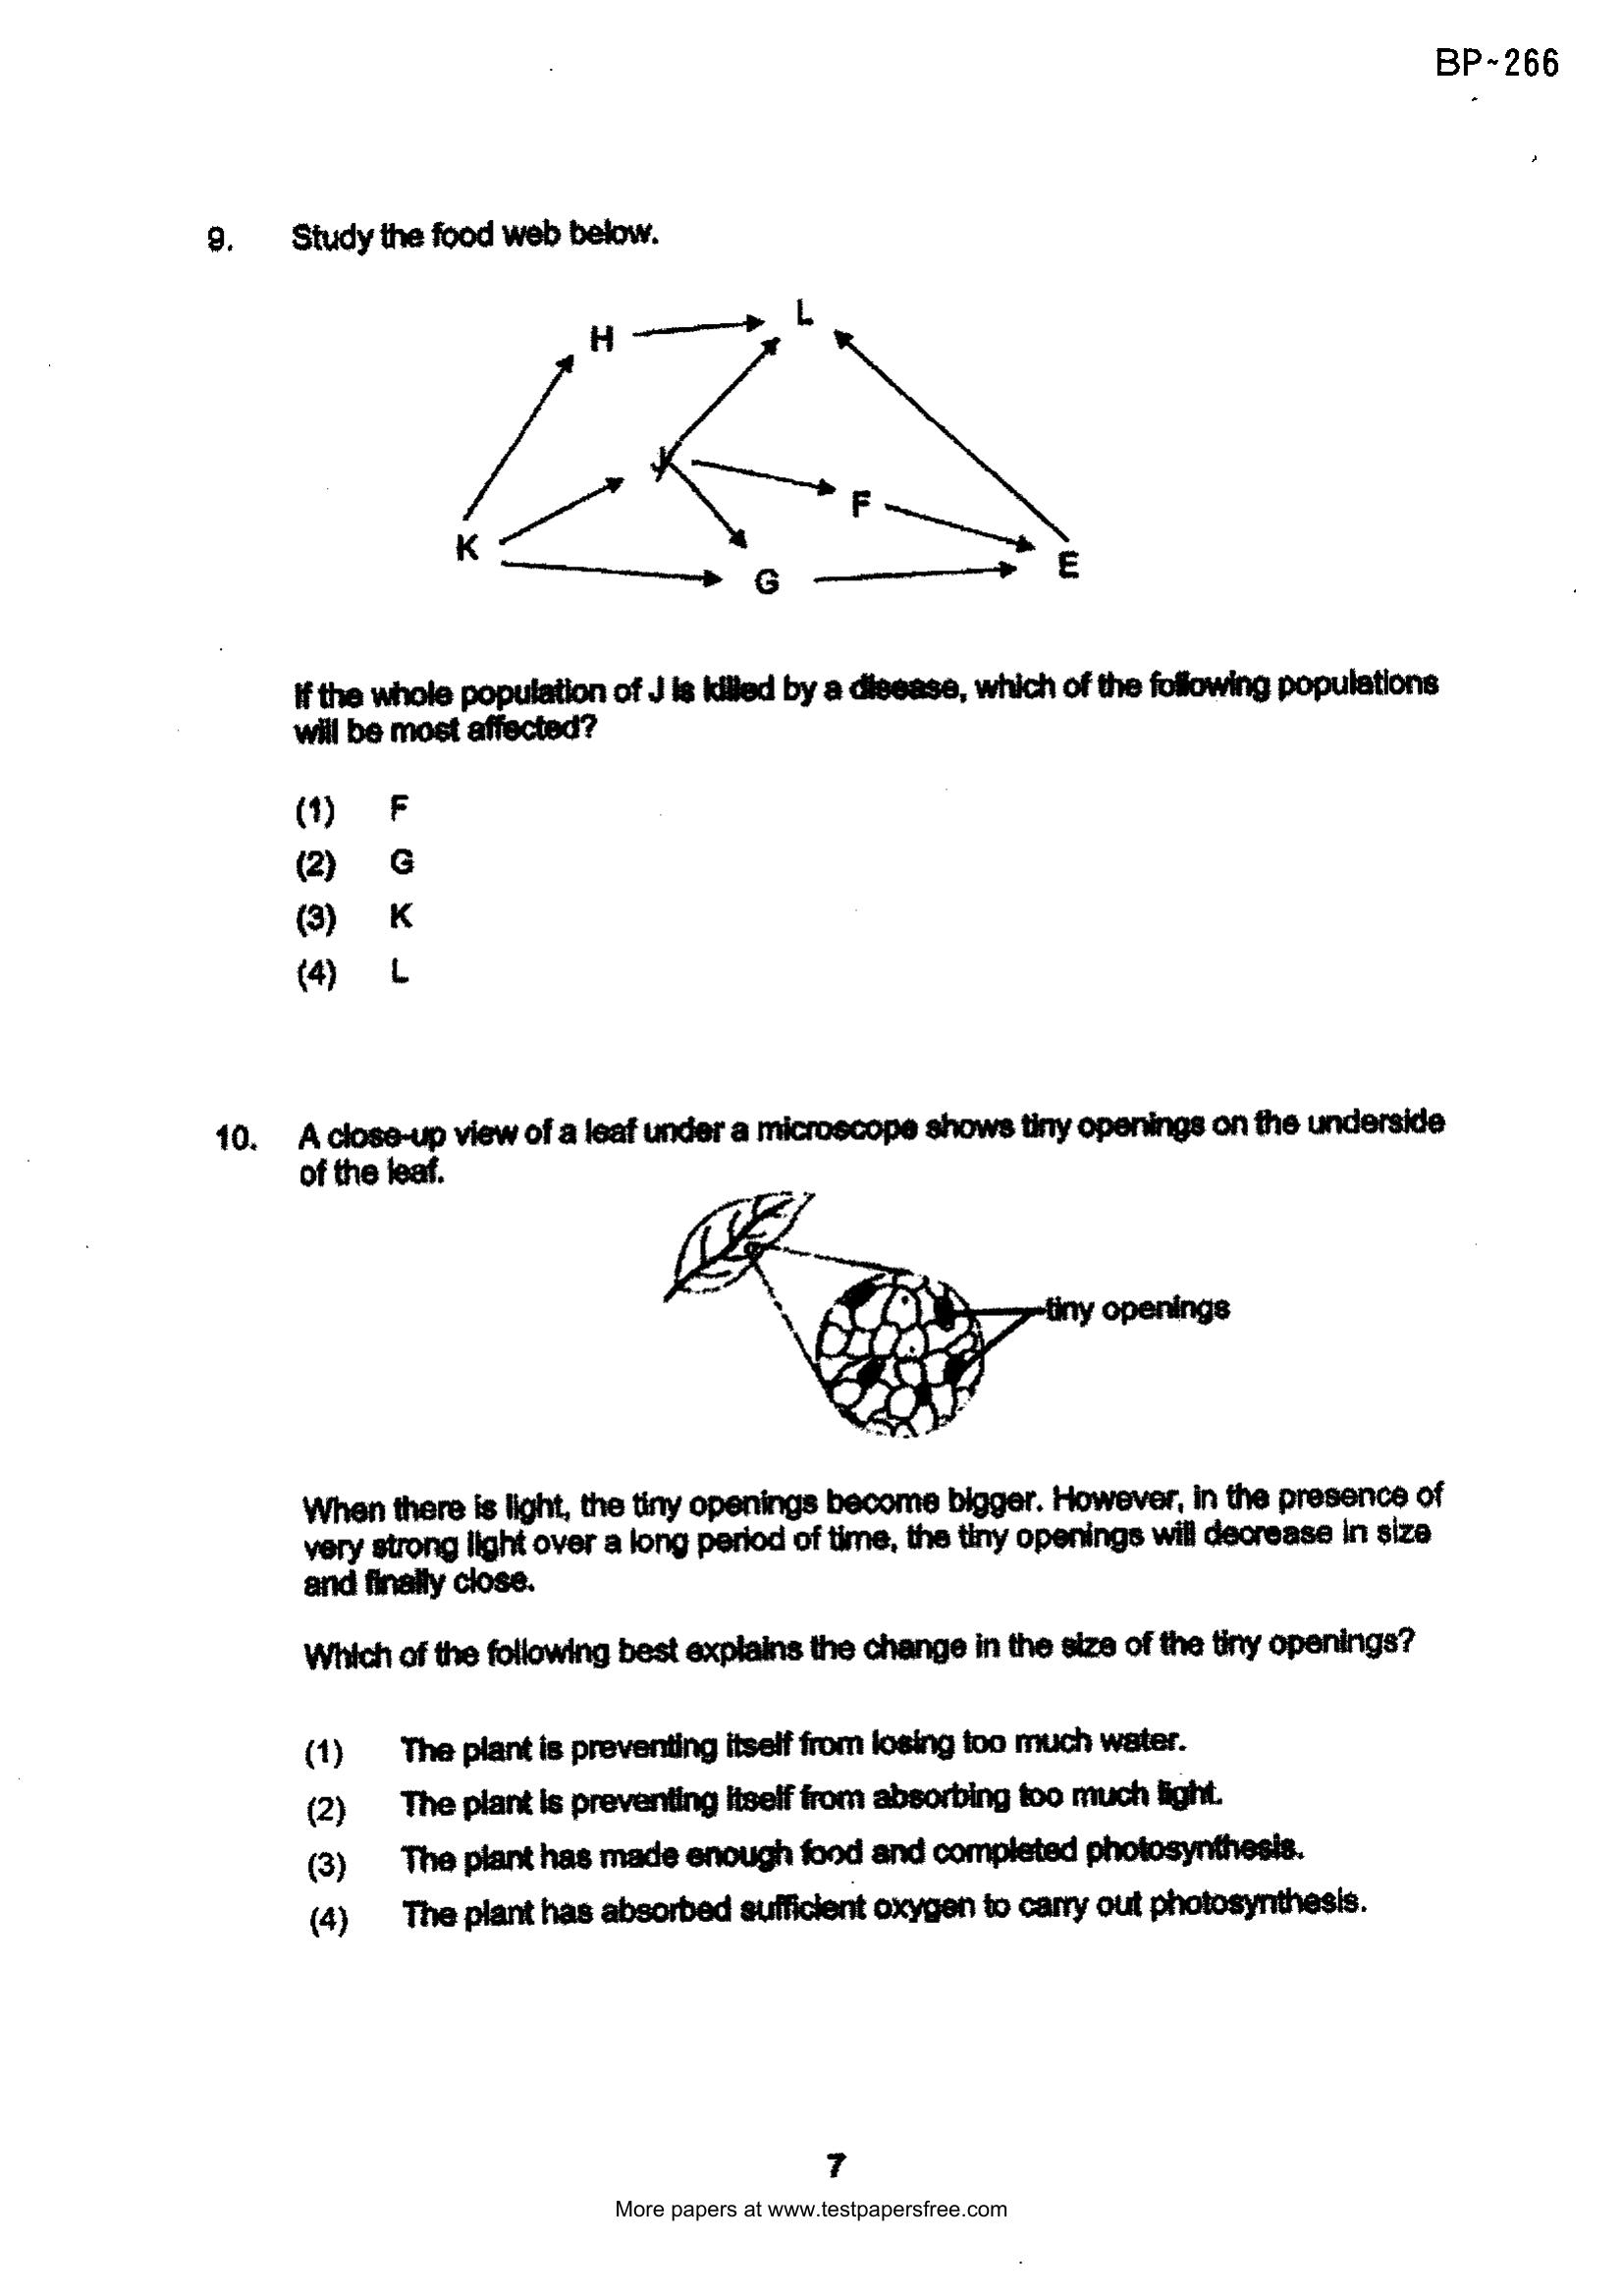 BP~266
9. Study the food web below.
H
L
J
F
K
G
E
If the whole population of J is killed by a disease, which of the following populations
will be most affected?
(1) F
(2) G
(3) K
(4) L
10. A close-up view of a leaf under a microscope shows tiny openings on the underside
of the leaf.
tiny openings
When there is light, the tiny openings become bigger. However, in the presence of
very strong light over a long period of time, the tiny openings will decrease in size
and finally close.
Which of the following best explains the change in the size of the tiny openings?
(1) The plant is preventing itself from losing too much water.
(2) The plant is preventing itself from absorbing too much light.
(3) The plant has made enough food and completed photosynthesis.
(4) The plant has absorbed sufficient oxygen to carry out photosynthesis.
7
More papers at www.testpapersfree.com